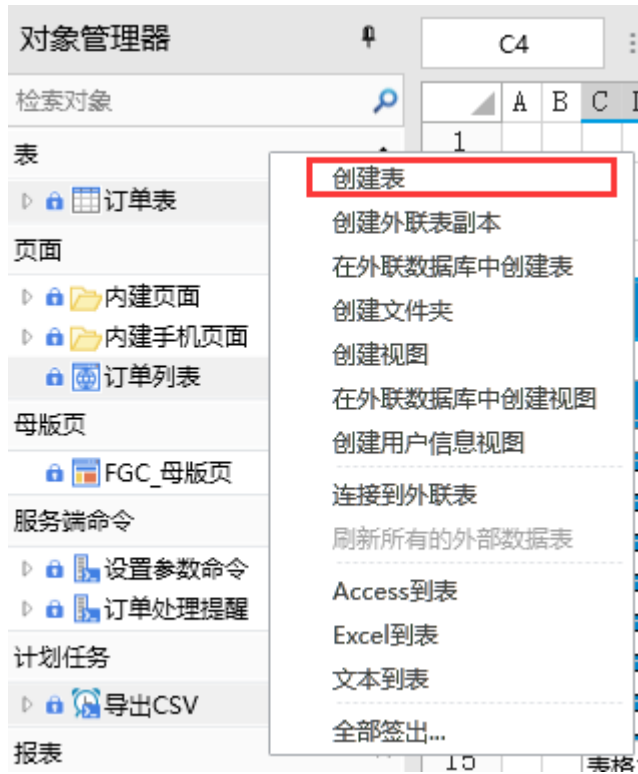 对象管理器
C4
检索对象
A B C
1
表
订单表
页面
内建页面
内建手机页面
订单列表
母版页
FGC_母版页
服务端命令
设置参数命令
订单处理提醒
计划任务
导出CSV
报表
创建表
创建外联表副本
在外联数据库中创建表
创建文件夹
创建视图
在外联数据库中创建视图
创建用户信息视图
连接到外联表
刷新所有的外部数据表
Access到表
Excel到表
文本到表
全部签出...
15
表格